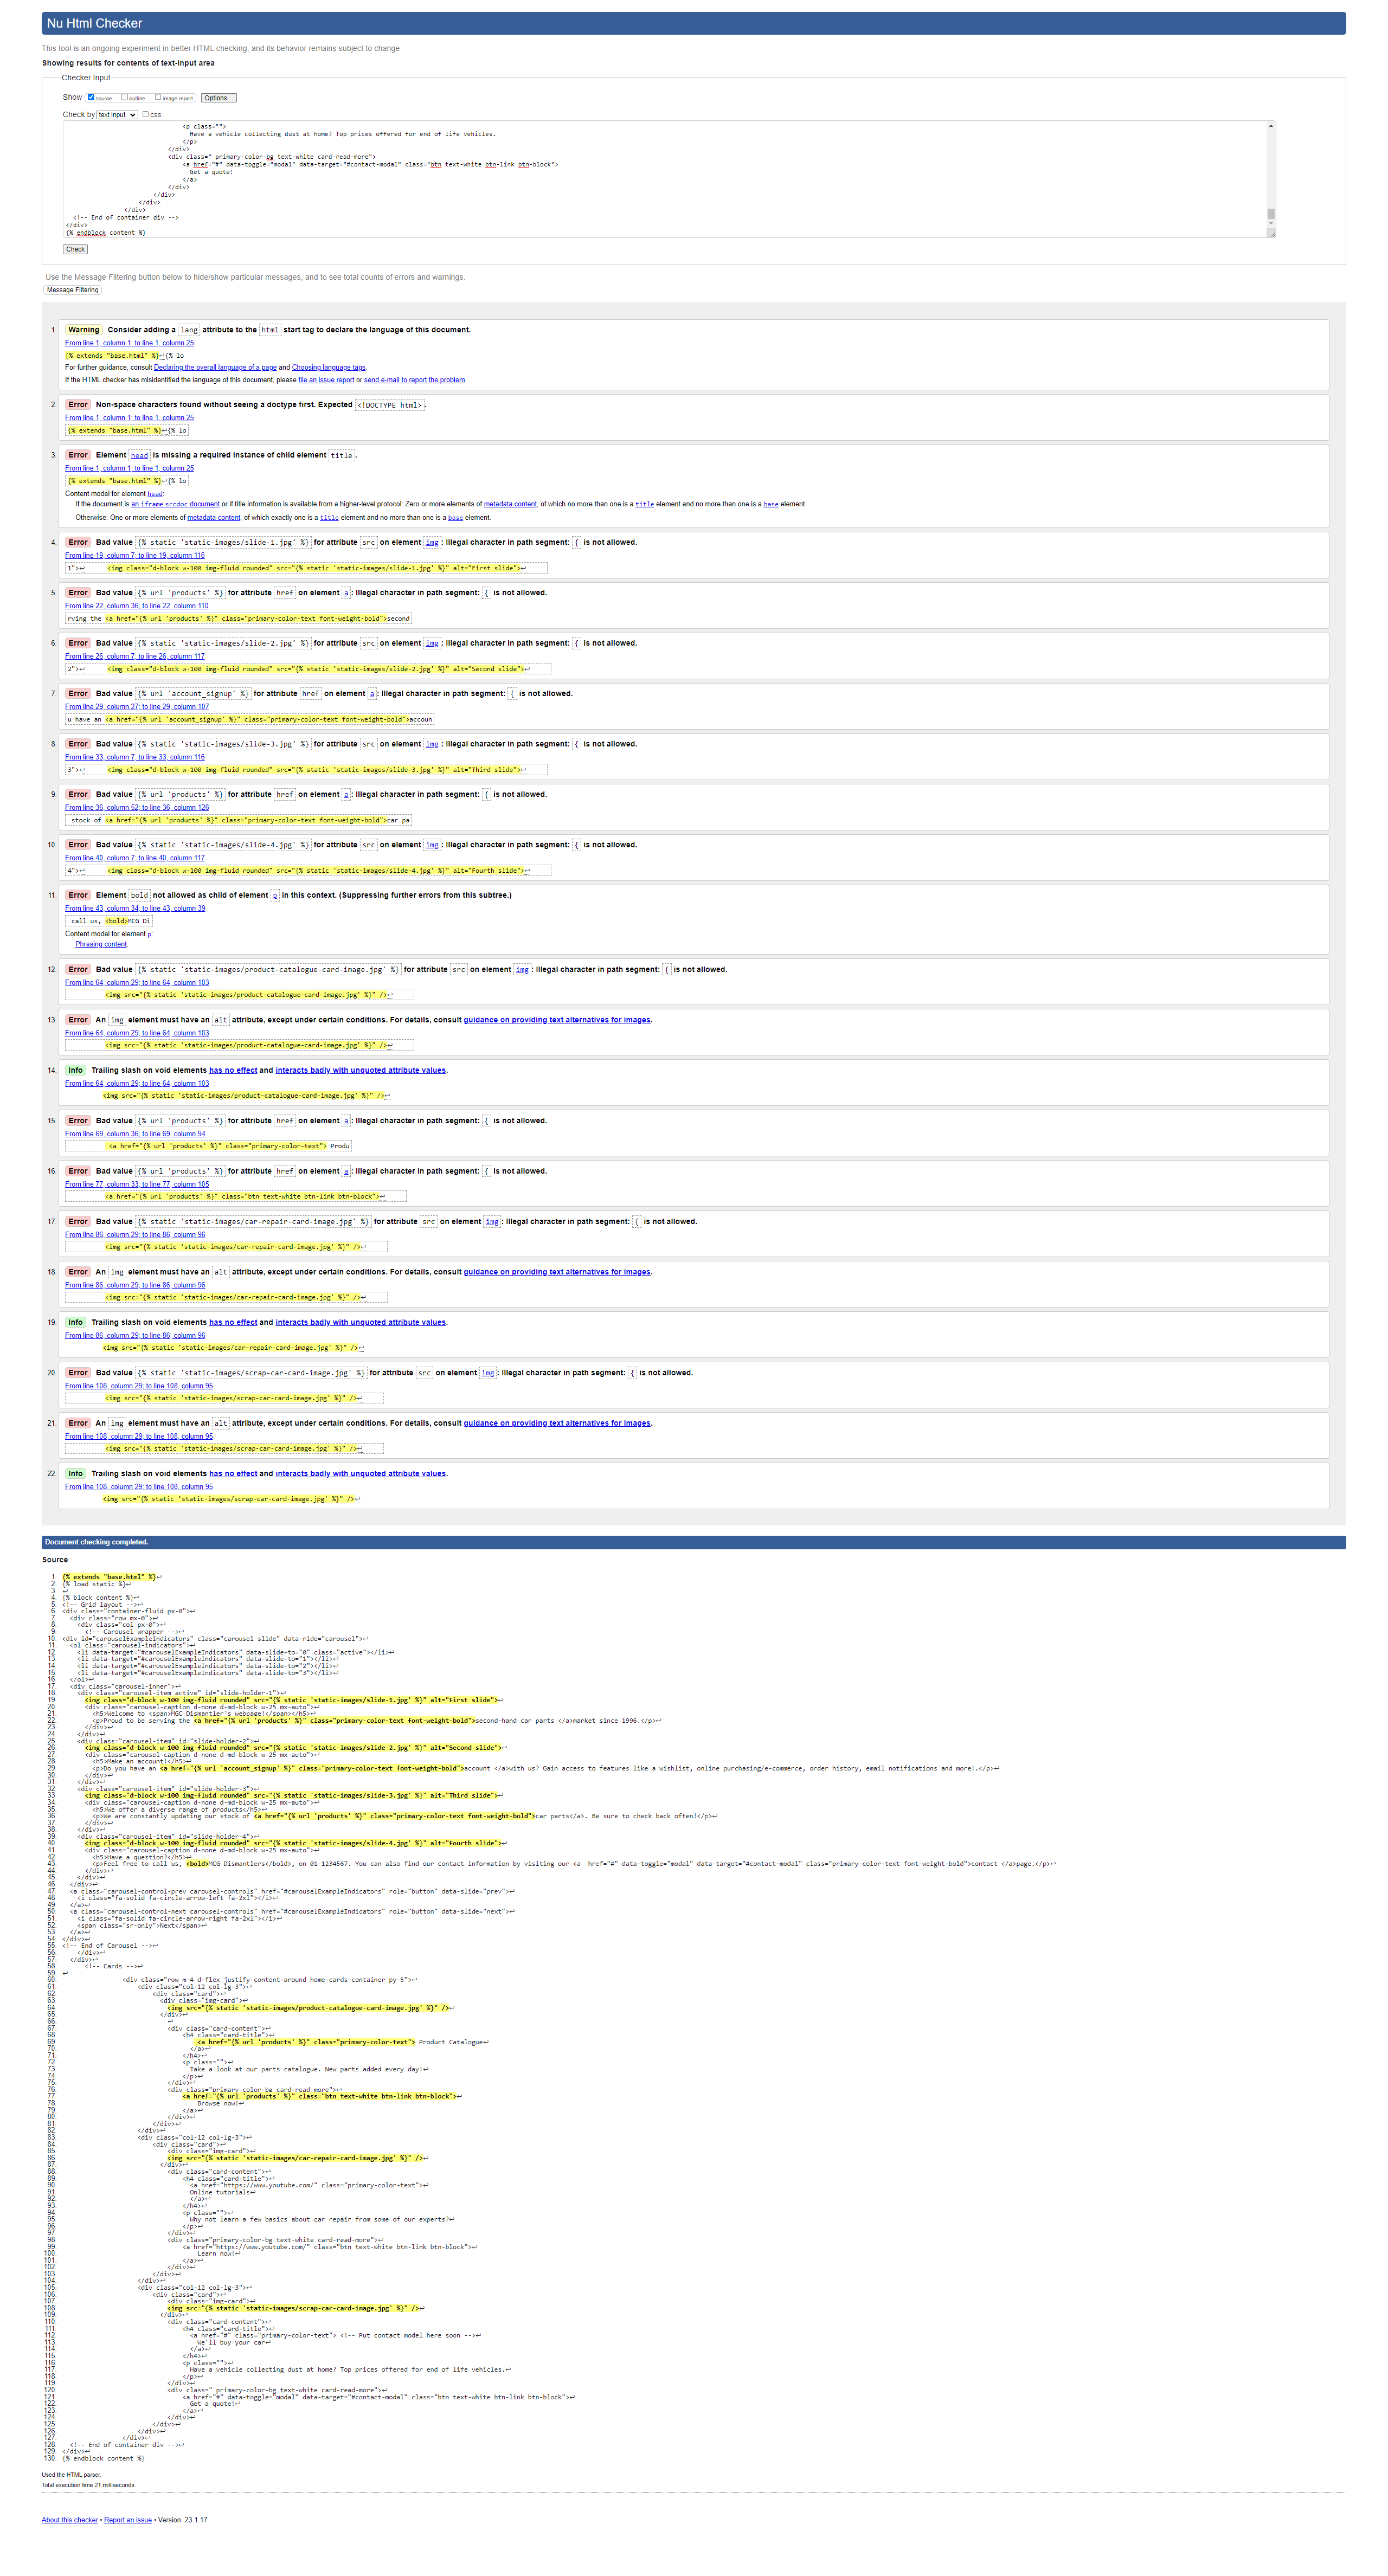 Nu Html Checker
This tool is an ongoing experiment in better HTML checking, and its behavior remains subject to change
Showing results for contents of text-input area
Checker Input
Show source outline image report Options...
Check by text input css
<p class="">
Have a vehicle collecting dust at home? Top prices offered for end of life vehicles.
</p>
</div>
<div class=" primary-color-bg text-white card-read-more">
<a href="#" data-toggle="modal" data-target="#contact-modal" class="btn text-white btn-link btn-block">
Get a quote!
</a>
</div>
</div>
</div>
</div>
<!-- End of container div -->
</div>
{% endblock content %}
Check
Use the Message Filtering button below to hide/show particular messages, and to see total counts of errors and warnings.
Message Filtering
1. Warning Consider adding a lang attribute to the html start tag to declare the language of this document.
From line 1, column 1; to line 1, column 25
{% extends "base.html" %}↩{% lo
For further guidance, consult Declaring the overall language of a page and Choosing language tags.
If the HTML checker has misidentified the language of this document, please file an issue report or send e-mail to report the problem.
2. Error Non-space characters found without seeing a doctype first. Expected <!DOCTYPE html>.
From line 1, column 1; to line 1, column 25
{% extends "base.html" %}↩{% lo
3. Error Element head is missing a required instance of child element title.
From line 1, column 1; to line 1, column 25
{% extends "base.html" %}↩{% lo
Content model for element head:
If the document is an iframe srcdoc document or if title information is available from a higher-level protocol: Zero or more elements of metadata content, of which no more than one is a title element and no more than one is a base element.
Otherwise: One or more elements of metadata content, of which exactly one is a title element and no more than one is a base element.
4. Error Bad value {% static 'static-images/slide-1.jpg' %} for attribute src on element img: Illegal character in path segment: { is not allowed.
From line 19, column 7; to line 19, column 116
1">↩ <img class="d-block w-100 img-fluid rounded" src="{% static 'static-images/slide-1.jpg' %}" alt="First slide">↩
5. Error Bad value {% url 'products' %} for attribute href on element a: Illegal character in path segment: { is not allowed.
From line 22, column 36; to line 22, column 110
rving the <a href="{% url 'products' %}" class="primary-color-text font-weight-bold">second
6. Error Bad value {% static 'static-images/slide-2.jpg' %} for attribute src on element img: Illegal character in path segment: { is not allowed.
From line 26, column 7; to line 26, column 117
2">↩ <img class="d-block w-100 img-fluid rounded" src="{% static 'static-images/slide-2.jpg' %}" alt="Second slide">↩
7. Error Bad value {% url 'account_signup' %} for attribute href on element a: Illegal character in path segment: { is not allowed.
From line 29, column 27; to line 29, column 107
u have an <a href="{% url 'account_signup' %}" class="primary-color-text font-weight-bold">accoun
8. Error Bad value {% static 'static-images/slide-3.jpg' %} for attribute src on element img: Illegal character in path segment: { is not allowed.
From line 33, column 7; to line 33, column 116
3">↩ <img class="d-block w-100 img-fluid rounded" src="{% static 'static-images/slide-3.jpg' %}" alt="Third slide">↩
9. Error Bad value {% url 'products' %} for attribute href on element a: Illegal character in path segment: { is not allowed.
From line 36, column 52; to line 36, column 126
stock of <a href="{% url 'products' %}" class="primary-color-text font-weight-bold">car pa
10. Error Bad value {% static 'static-images/slide-4.jpg' %} for attribute src on element img: Illegal character in path segment: { is not allowed.
From line 40, column 7; to line 40, column 117
4">↩ <img class="d-block w-100 img-fluid rounded" src="{% static 'static-images/slide-4.jpg' %}" alt="Fourth slide">↩
11. Error Element bold not allowed as child of element p in this context. (Suppressing further errors from this subtree.)
From line 43, column 34; to line 43, column 39
call us, <bold>MCG Di
Content model for element p:
Phrasing content.
12. Error Bad value {% static 'static-images/product-catalogue-card-image.jpg' %} for attribute src on element img: Illegal character in path segment: { is not allowed.
From line 64, column 29; to line 64, column 103
<img src="{% static 'static-images/product-catalogue-card-image.jpg' %}" />↩
13. Error An img element must have an alt attribute, except under certain conditions. For details, consult guidance on providing text alternatives for images.
From line 64, column 29; to line 64, column 103
<img src="{% static 'static-images/product-catalogue-card-image.jpg' %}" />↩
14. Info Trailing slash on void elements has no effect and interacts badly with unquoted attribute values.
From line 64, column 29; to line 64, column 103
<img src="{% static 'static-images/product-catalogue-card-image.jpg' %}" />↩
15. Error Bad value {% url 'products' %} for attribute href on element a: Illegal character in path segment: { is not allowed.
From line 69, column 36; to line 69, column 94
<a href="{% url 'products' %}" class="primary-color-text"> Produ
16. Error Bad value {% url 'products' %} for attribute href on element a: Illegal character in path segment: { is not allowed.
From line 77, column 33; to line 77, column 105
<a href="{% url 'products' %}" class="btn text-white btn-link btn-block">↩
17. Error Bad value {% static 'static-images/car-repair-card-image.jpg' %} for attribute src on element img: Illegal character in path segment: { is not allowed.
From line 86, column 29; to line 86, column 96
<img src="{% static 'static-images/car-repair-card-image.jpg' %}" />↩
18. Error An img element must have an alt attribute, except under certain conditions. For details, consult guidance on providing text alternatives for images.
From line 86, column 29; to line 86, column 96
<img src="{% static 'static-images/car-repair-card-image.jpg' %}" />↩
19. Info Trailing slash on void elements has no effect and interacts badly with unquoted attribute values.
From line 86, column 29; to line 86, column 96
<img src="{% static 'static-images/car-repair-card-image.jpg' %}" />↩
20. Error Bad value {% static 'static-images/scrap-car-card-image.jpg' %} for attribute src on element img: Illegal character in path segment: { is not allowed.
From line 108, column 29; to line 108, column 95
<img src="{% static 'static-images/scrap-car-card-image.jpg' %}" />↩
21. Error An img element must have an alt attribute, except under certain conditions. For details, consult guidance on providing text alternatives for images.
From line 108, column 29; to line 108, column 95
<img src="{% static 'static-images/scrap-car-card-image.jpg' %}" />↩
22. Info Trailing slash on void elements has no effect and interacts badly with unquoted attribute values.
From line 108, column 29; to line 108, column 95
<img src="{% static 'static-images/scrap-car-card-image.jpg' %}" />↩
Document checking completed.
Source
1. {% extends "base.html" %}↩
2. {% load static %}↩
3. ↩
4. {% block content %}↩
5. <!-- Grid layout -->↩
6. <div class="container-fluid px-0">↩
7. <div class="row mx-0">↩
8. <div class="col px-0">↩
9. <!-- Carousel wrapper -->↩
10. <div id="carouselExampleIndicators" class="carousel slide" data-ride="carousel">↩
11. <ol class="carousel-indicators">↩
12. <li data-target="#carouselExampleIndicators" data-slide-to="0" class="active"></li>↩
13. <li data-target="#carouselExampleIndicators" data-slide-to="1"></li>↩
14. <li data-target="#carouselExampleIndicators" data-slide-to="2"></li>↩
15. <li data-target="#carouselExampleIndicators" data-slide-to="3"></li>↩
16. </ol>↩
17. <div class="carousel-inner">↩
18. <div class="carousel-item active" id="slide-holder-1">↩
19. <img class="d-block w-100 img-fluid rounded" src="{% static 'static-images/slide-1.jpg' %}" alt="First slide">↩
20. <div class="carousel-caption d-none d-md-block w-25 mx-auto">↩
21. <h5>Welcome to <span>MGC Dismantler's webpage!</span></h5>↩
22. <p>Proud to be serving the <a href="{% url 'products' %}" class="primary-color-text font-weight-bold">second-hand car parts </a>market since 1996.</p>↩
23. </div>↩
24. </div>↩
25. <div class="carousel-item" id="slide-holder-2">↩
26. <img class="d-block w-100 img-fluid rounded" src="{% static 'static-images/slide-2.jpg' %}" alt="Second slide">↩
27. <div class="carousel-caption d-none d-md-block w-25 mx-auto">↩
28. <h5>Make an account!</h5>↩
29. <p>Do you have an <a href="{% url 'account_signup' %}" class="primary-color-text font-weight-bold">account </a>with us? Gain access to features like a wishlist, online purchasing/e-commerce, order history, email notifications and more!.</p>↩
30. </div>↩
31. </div>↩
32. <div class="carousel-item" id="slide-holder-3">↩
33. <img class="d-block w-100 img-fluid rounded" src="{% static 'static-images/slide-3.jpg' %}" alt="Third slide">↩
34. <div class="carousel-caption d-none d-md-block w-25 mx-auto">↩
35. <h5>We offer a diverse range of products</h5>↩
36. <p>We are constantly updating our stock of <a href="{% url 'products' %}" class="primary-color-text font-weight-bold">car parts</a>. Be sure to check back often!</p>↩
37. </div>↩
38. </div>↩
39. <div class="carousel-item" id="slide-holder-4">↩
40. <img class="d-block w-100 img-fluid rounded" src="{% static 'static-images/slide-4.jpg' %}" alt="Fourth slide">↩
41. <div class="carousel-caption d-none d-md-block w-25 mx-auto">↩
42. <h5>Have a question?</h5>↩
43. <p>Feel free to call us, <bold>MCG Dismantlers</bold>, on 01-1234567. You can also find our contact information by visiting our <a  href="#" data-toggle="modal" data-target="#contact-modal" class="primary-color-text font-weight-bold">contact </a>page.</p>↩
44. </div>↩
45. </div>↩
46. </div>↩
47. <a class="carousel-control-prev carousel-controls" href="#carouselExampleIndicators" role="button" data-slide="prev">↩
48. <i class="fa-solid fa-circle-arrow-left fa-2xl"></i>↩
49. </a>↩
50. <a class="carousel-control-next carousel-controls" href="#carouselExampleIndicators" role="button" data-slide="next">↩
51. <i class="fa-solid fa-circle-arrow-right fa-2xl"></i>↩
52. <span class="sr-only">Next</span>↩
53. </a>↩
54. </div>↩
55. <!-- End of Carousel -->↩
56. </div>↩
57. </div>↩
58. <!-- Cards -->↩
59. ↩
60. <div class="row m-4 d-flex justify-content-around home-cards-container py-5">↩
61. <div class="col-12 col-lg-3">↩
62. <div class="card">↩
63. <div class="img-card">↩
64. <img src="{% static 'static-images/product-catalogue-card-image.jpg' %}" />↩
65. </div>↩
66. ↩
67. <div class="card-content">↩
68. <h4 class="card-title">↩
69. <a href="{% url 'products' %}" class="primary-color-text"> Product Catalogue↩
70. </a>↩
71. </h4>↩
72. <p class="">↩
73. Take a look at our parts catalogue. New parts added every day!↩
74. </p>↩
75. </div>↩
76. <div class="primary-color-bg card-read-more">↩
77. <a href="{% url 'products' %}" class="btn text-white btn-link btn-block">↩
78. Browse now!↩
79. </a>↩
80. </div>↩
81. </div>↩
82. </div>↩
83. <div class="col-12 col-lg-3">↩
84. <div class="card">↩
85. <div class="img-card">↩
86. <img src="{% static 'static-images/car-repair-card-image.jpg' %}" />↩
87. </div>↩
88. <div class="card-content">↩
89. <h4 class="card-title">↩
90. <a href="https://www.youtube.com/" class="primary-color-text">↩
91. Online tutorials↩
92. </a>↩
93. </h4>↩
94. <p class="">↩
95. Why not learn a few basics about car repair from some of our experts?↩
96. </p>↩
97. </div>↩
98. <div class="primary-color-bg text-white card-read-more">↩
99. <a href="https://www.youtube.com/" class="btn text-white btn-link btn-block">↩
100. Learn now!↩
101. </a>↩
102. </div>↩
103. </div>↩
104. </div>↩
105. <div class="col-12 col-lg-3">↩
106. <div class="card">↩
107. <div class="img-card">↩
108. <img src="{% static 'static-images/scrap-car-card-image.jpg' %}" />↩
109. </div>↩
110. <div class="card-content">↩
111. <h4 class="card-title">↩
112. <a href="#" class="primary-color-text"> <!-- Put contact model here soon -->↩
113. We'll buy your car↩
114. </a>↩
115. </h4>↩
116. <p class="">↩
117. Have a vehicle collecting dust at home? Top prices offered for end of life vehicles.↩
118. </p>↩
119. </div>↩
120. <div class=" primary-color-bg text-white card-read-more">↩
121. <a href="#" data-toggle="modal" data-target="#contact-modal" class="btn text-white btn-link btn-block">↩
122. Get a quote!↩
123. </a>↩
124. </div>↩
125. </div>↩
126. </div>↩
127. </div>↩
128. <!-- End of container div -->↩
129. </div>↩
130. {% endblock content %}
Used the HTML parser.
Total execution time 21 milliseconds.
About this checker • Report an issue • Version: 23.1.17